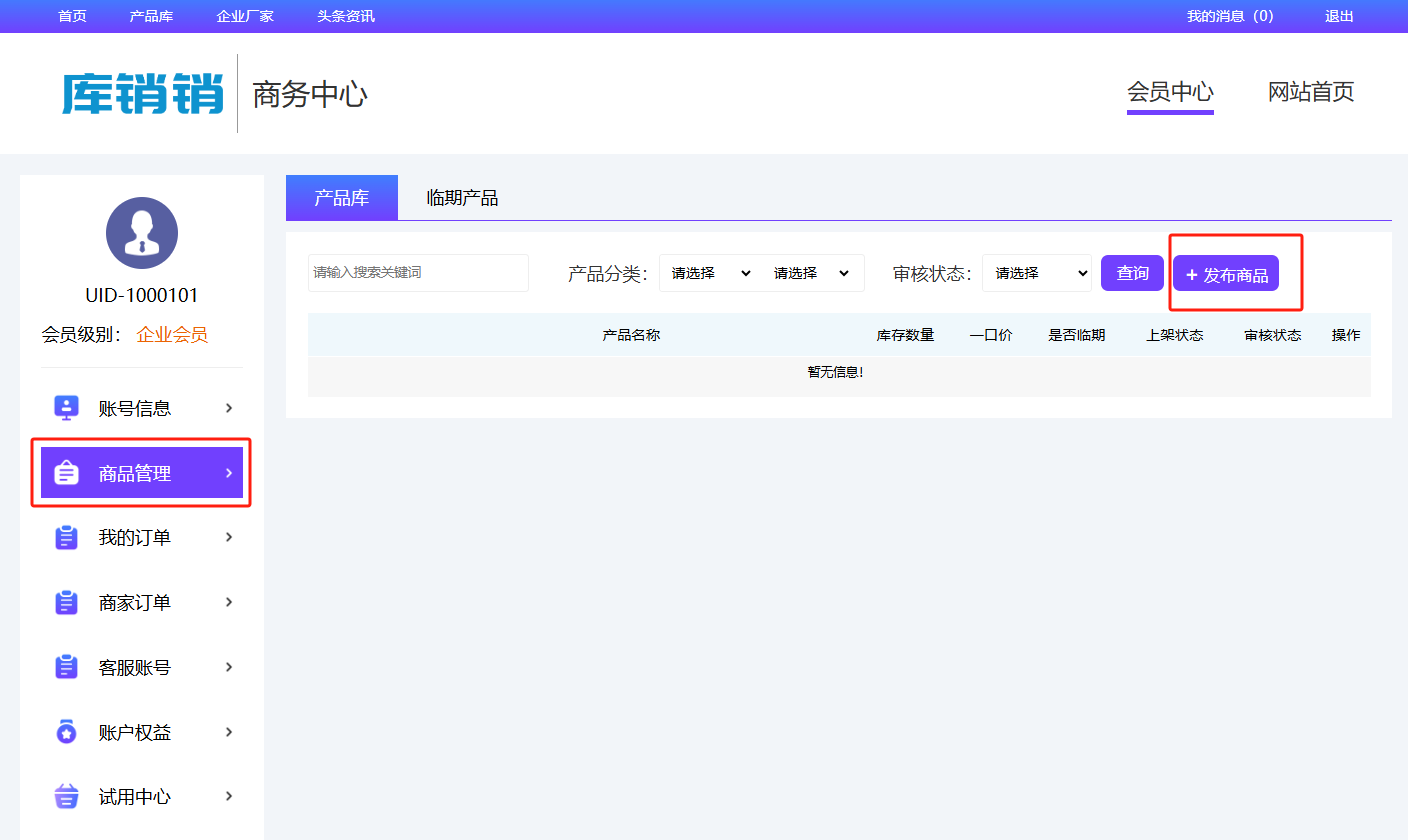 首页 产品库 企业厂家 头条资讯 我的消息（0） 退出
库销销 商务中心 会员中心 网站首页
UID-1000101
会员级别： 企业会员
账号信息
商品管理
我的订单
商家订单
客服账号
账户权益
试用中心
产品库 临期产品
请输入搜索关键词 产品分类： 请选择 请选择 审核状态： 请选择 查询 + 发布商品
产品名称 库存数量 一口价 是否临期 上架状态 审核状态 操作
暂无信息!